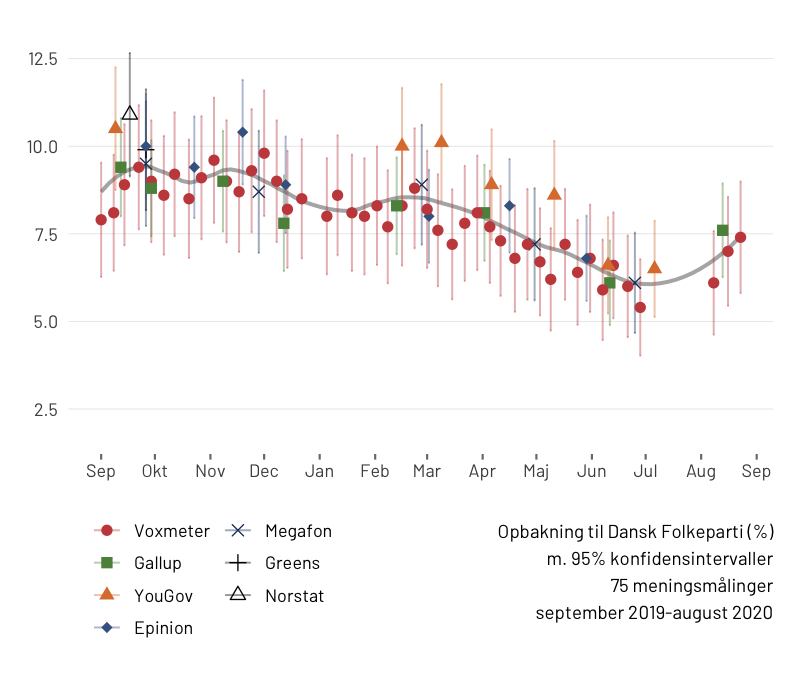 12.5
10.0
7.5
5.0
2.5
Sep Okt Nov Dec Jan Feb Mar Apr Maj Jun Jul Aug Sep
Voxmeter Megafon
Gallup Greens
YouGov Norstat
Epinion
Opbakning til Dansk Folkeparti (%)
m. 95% konfidensintervaller
75 meningsmålinger
september 2019-august 2020